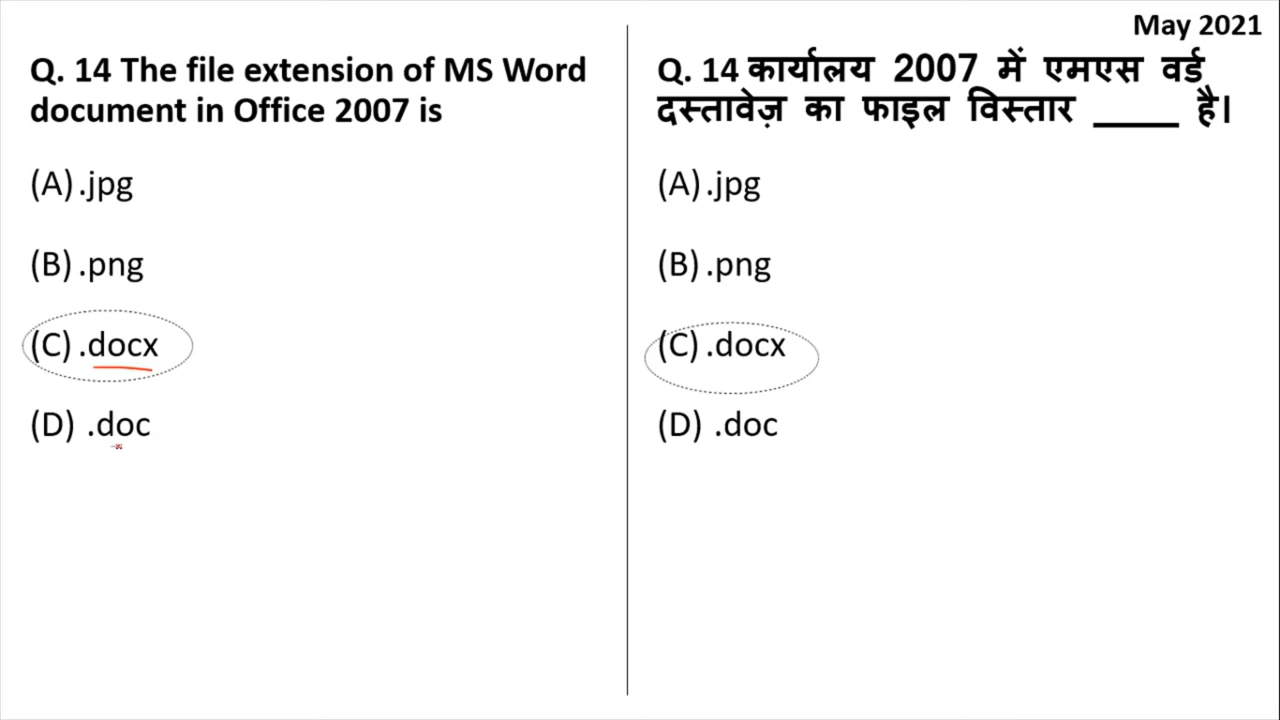 May 2021
Q. 14 The file extension of MS Word
document in Office 2007 is
(A) .jpg
(B) .png
(C) .docx
(D) .doc
Q. 14 कार्यालय 2007 में एमएस वर्ड
दस्तावेज़ का फाइल विस्तार _____ है।
(A) .jpg
(B) .png
(C) .docx
(D) .doc